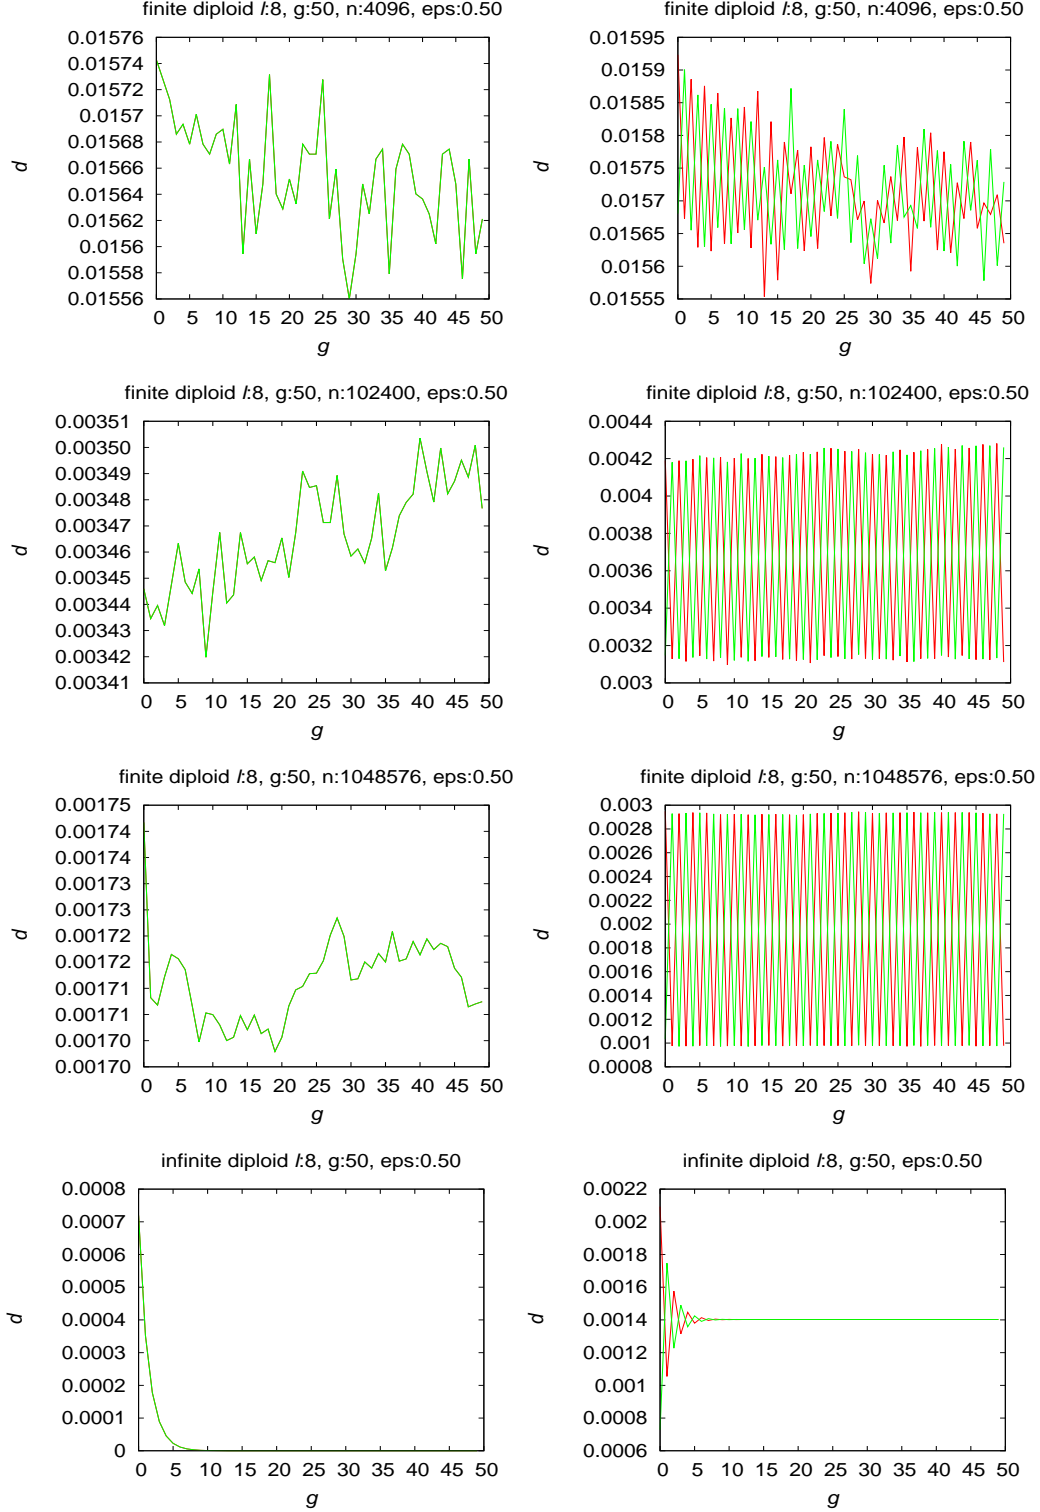 finite diploid l:8, g:50, n:4096, eps:0.50
0.01576
0.01574
0.01572
0.0157
0.01568
0.01566
0.01564
0.01562
0.0156
0.01558
0.01556
0 5 10 15 20 25 30 35 40 45 50
d
g
finite diploid l:8, g:50, n:4096, eps:0.50
0.01595
0.0159
0.01585
0.0158
0.01575
0.0157
0.01565
0.0156
0.01555
0 5 10 15 20 25 30 35 40 45 50
d
g
finite diploid l:8, g:50, n:102400, eps:0.50
0.00351
0.00350
0.00349
0.00348
0.00347
0.00346
0.00345
0.00344
0.00343
0.00342
0.00341
0 5 10 15 20 25 30 35 40 45 50
d
g
finite diploid l:8, g:50, n:102400, eps:0.50
0.0044
0.0042
0.004
0.0038
0.0036
0.0034
0.0032
0.003
0 5 10 15 20 25 30 35 40 45 50
d
g
finite diploid l:8, g:50, n:1048576, eps:0.50
0.00175
0.00174
0.00174
0.00173
0.00173
0.00172
0.00172
0.00171
0.00171
0.00170
0.00170
0 5 10 15 20 25 30 35 40 45 50
d
g
finite diploid l:8, g:50, n:1048576, eps:0.50
0.003
0.0028
0.0026
0.0024
0.0022
0.002
0.0018
0.0016
0.0014
0.0012
0.001
0.0008
0 5 10 15 20 25 30 35 40 45 50
d
g
infinite diploid l:8, g:50, eps:0.50
0.0008
0.0007
0.0006
0.0005
0.0004
0.0003
0.0002
0.0001
0
0 5 10 15 20 25 30 35 40 45 50
d
g
infinite diploid l:8, g:50, eps:0.50
0.0022
0.002
0.0018
0.0016
0.0014
0.0012
0.001
0.0008
0.0006
0 5 10 15 20 25 30 35 40 45 50
d
g